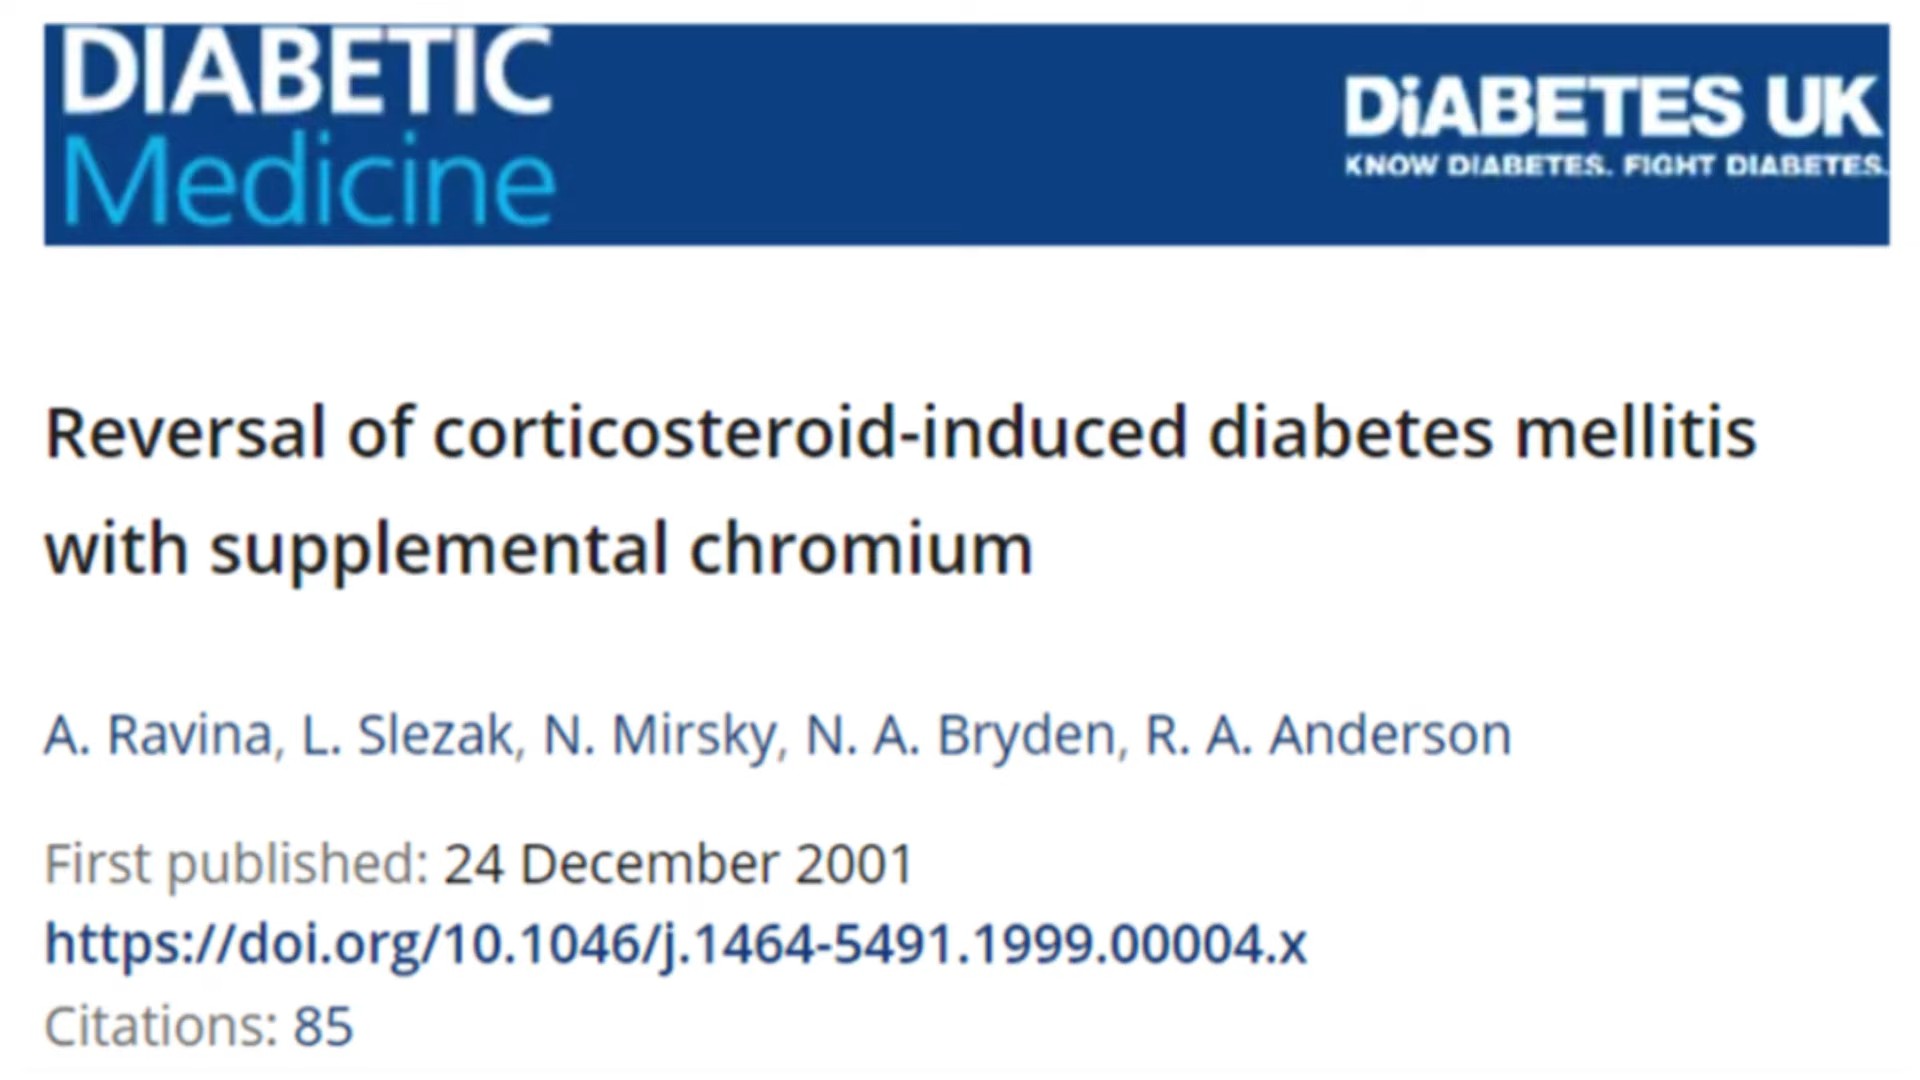 DIABETIC
Medicine
DiABETES UK
KNOW DIABETES. FIGHT DIABETES.
Reversal of corticosteroid-induced diabetes mellitis
with supplemental chromium
A. Ravina, L. Slezak, N. Mirsky, N. A. Bryden, R. A. Anderson
First published: 24 December 2001
https://doi.org/10.1046/j.1464-5491.1999.00004.x
Citations: 85